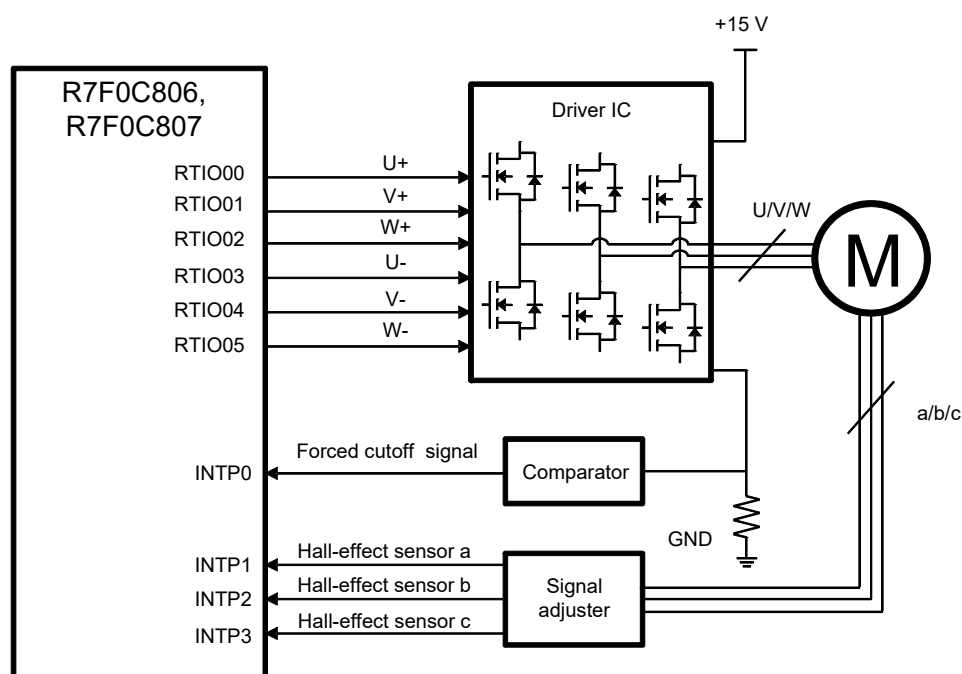 +15 V
R7F0C806,
R7F0C807
Driver IC
RTIO00
U+
RTIO01
V+
RTIO02
W+
RTIO03
U-
RTIO04
V-
RTIO05
W-
U/V/W
M
a/b/c
INTP0
Forced cutoff signal
Comparator
GND
INTP1
Hall-effect sensor a
INTP2
Hall-effect sensor b
INTP3
Hall-effect sensor c
Signal
adjuster